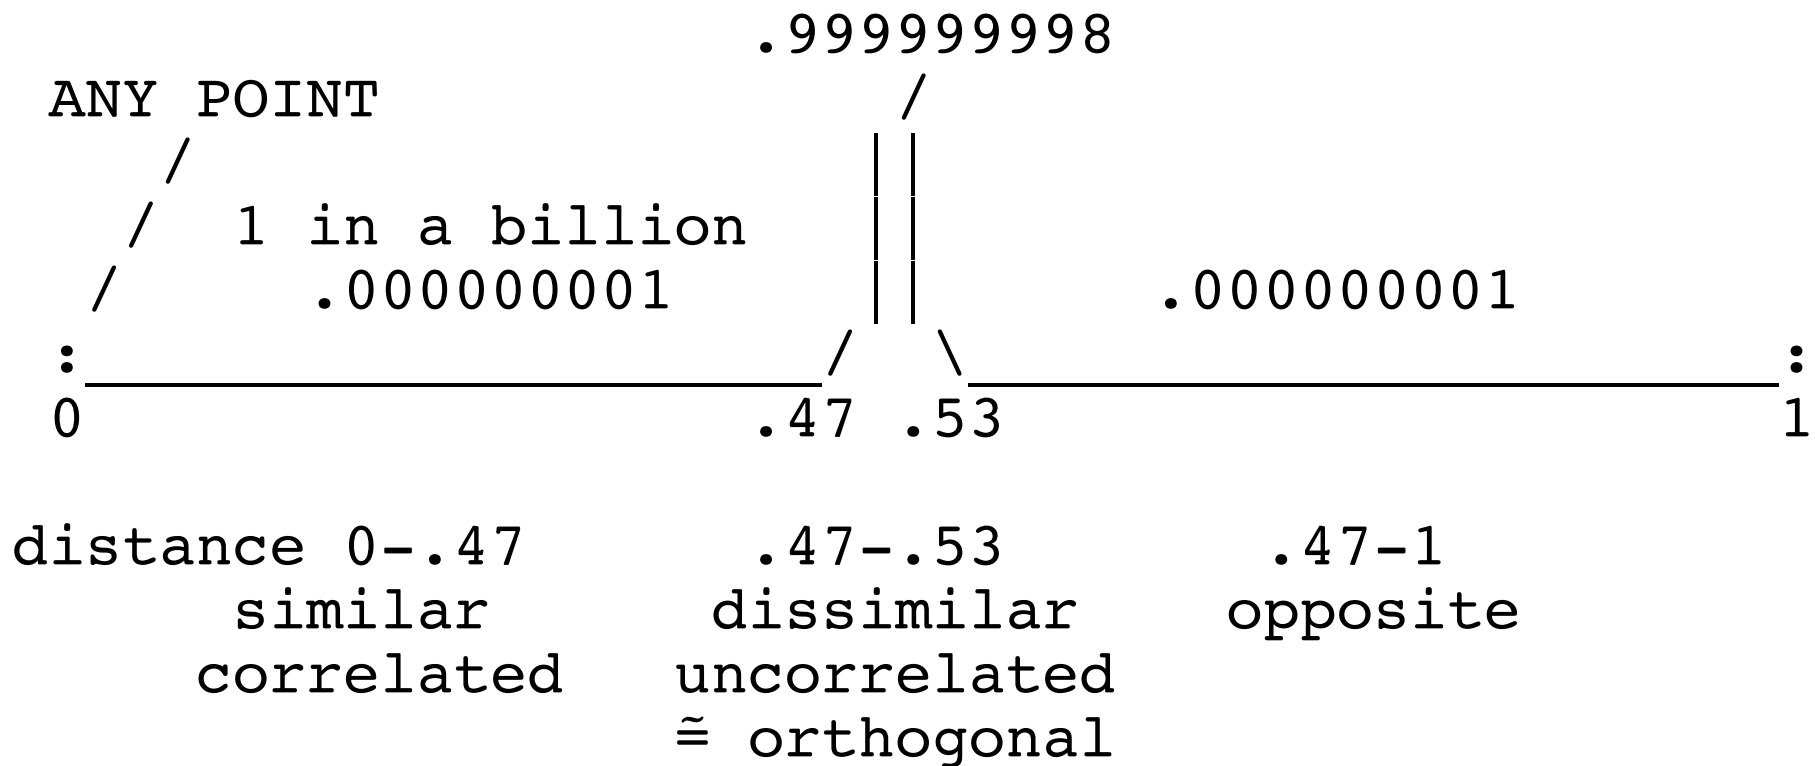 .999999998
ANY POINT
1 in a billion
.000000001 .000000001
0 .47 .53 1
distance 0-.47 .47-.53 .47-1
similar dissimilar opposite
correlated uncorrelated
≅ orthogonal